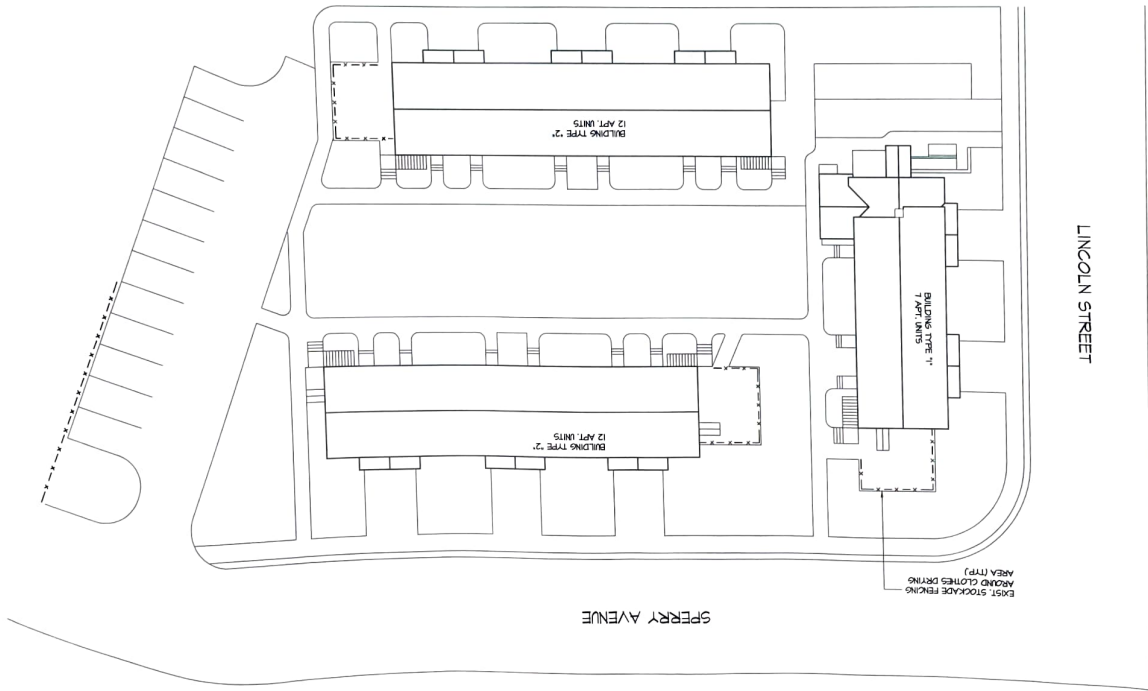 BUILDING TYPE "2"
12 APT. UNITS
BUILDING TYPE "1"
7 APT. UNITS
LINCOLN STREET
BUILDING TYPE "2"
12 APT. UNITS
EXIST. STOCKADE FENCING
AROUND CLOTHES DRYING
AREA (TYP.)
SPERRY AVENUE